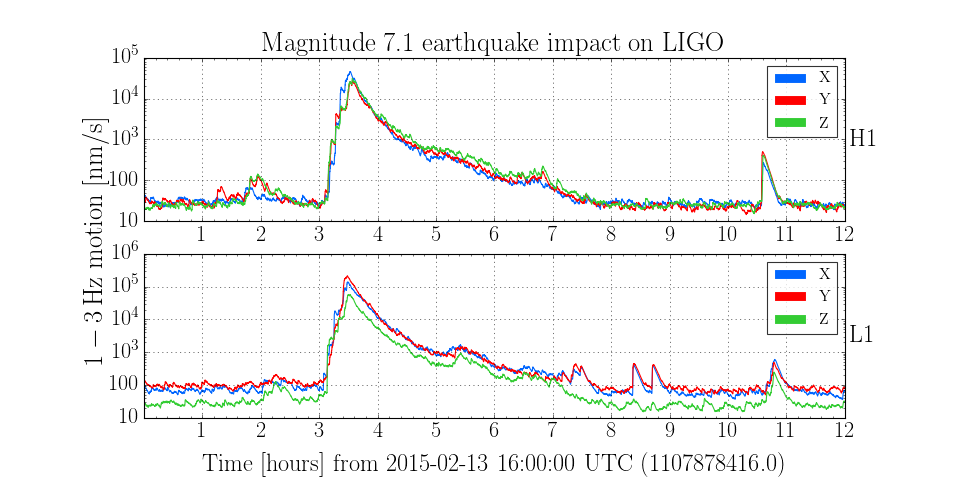 Magnitude 7.1 earthquake impact on LIGO
1 − 3 Hz motion [nm/s]
10^5
10^4
10^3
100
10
X
Y
Z
H1
1 2 3 4 5 6 7 8 9 10 11 12
10^6
10^5
10^4
10^3
100
10
X
Y
Z
L1
1 2 3 4 5 6 7 8 9 10 11 12
Time [hours] from 2015-02-13 16:00:00 UTC (1107878416.0)